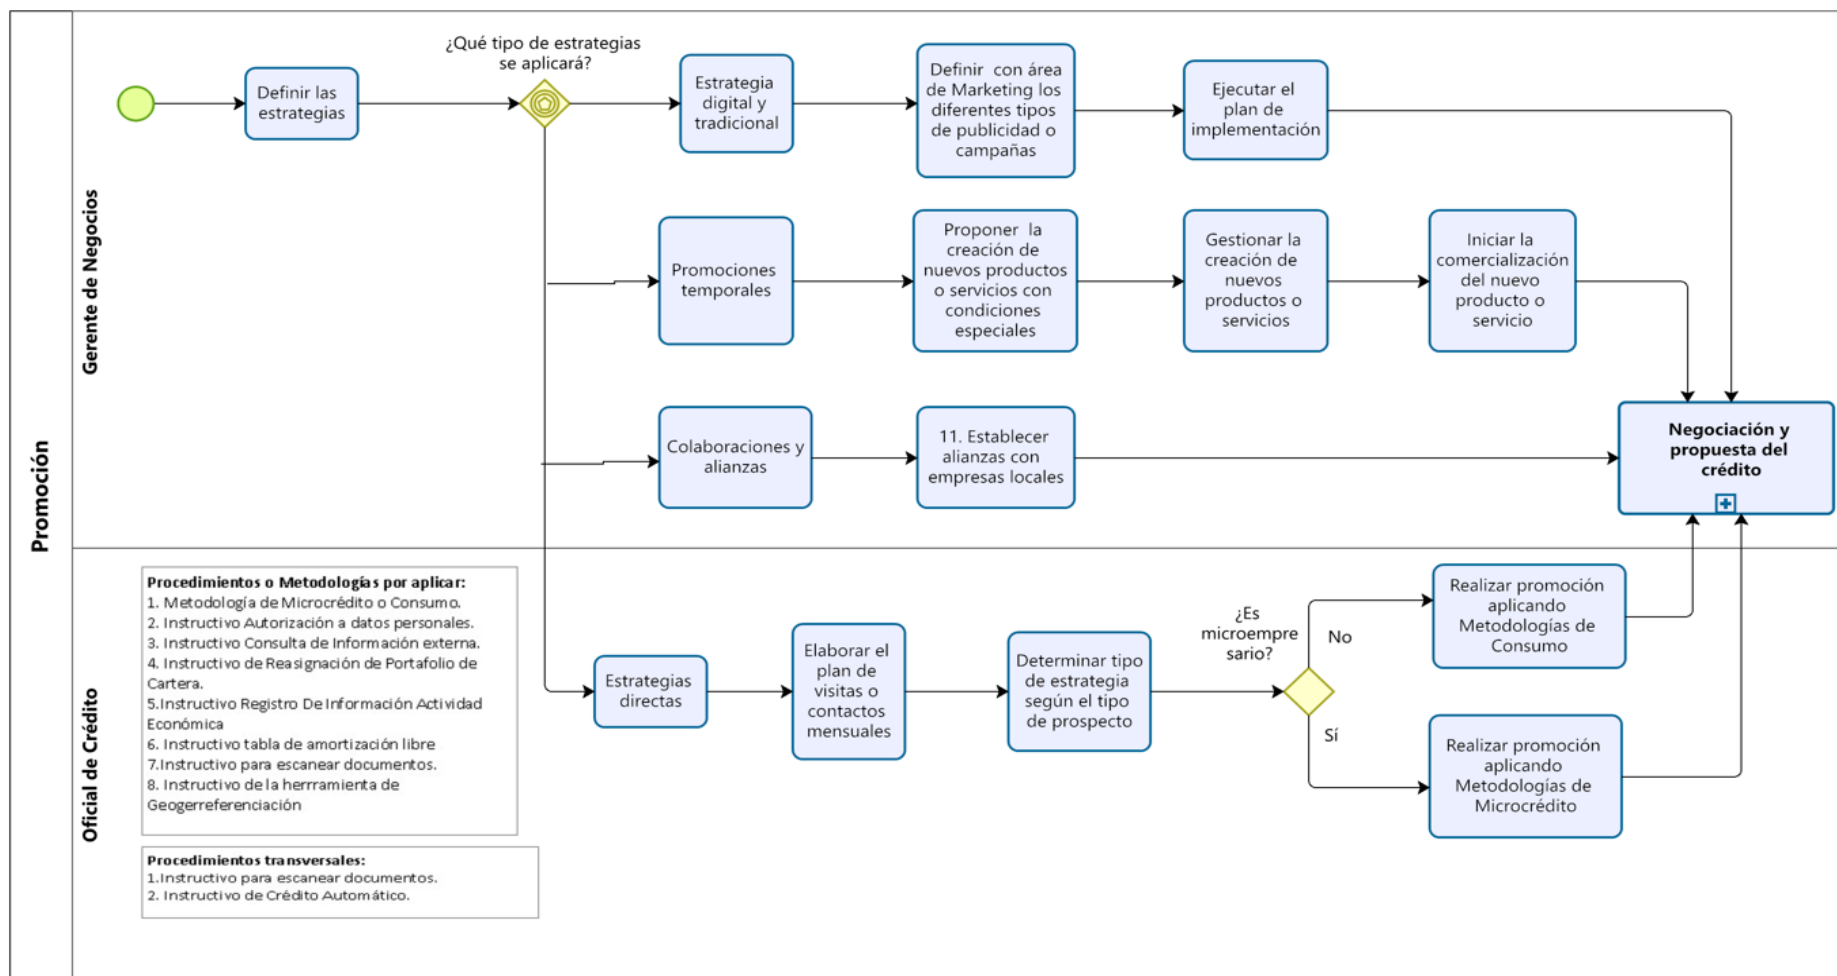 Promoción
Gerente de Negocios
Definir las
estrategias
¿Qué tipo de estrategias
se aplicará?
Estrategia
digital y
tradicional
Definir con área
de Marketing los
diferentes tipos
de publicidad o
campañas
Ejecutar el
plan de
implementación
Promociones
temporales
Proponer la
creación de
nuevos productos
o servicios con
condiciones
especiales
Gestionar la
creación de
nuevos
productos o
servicios
Iniciar la
comercialización
del nuevo
producto o
servicio
Colaboraciones y
alianzas
11. Establecer
alianzas con
empresas locales
Negociación y
propuesta del
crédito
Oficial de Crédito
Procedimientos o Metodologías por aplicar:
1. Metodología de Microcrédito o Consumo.
2. Instructivo Autorización a datos personales.
3. Instructivo Consulta de Información externa.
4. Instructivo de Reasignación de Portafolio de
Cartera.
5.Instructivo Registro De Información Actividad
Económica
6. Instructivo tabla de amortización libre
7.Instructivo para escanear documentos.
8. Instructivo de la herrramienta de
Geogerreferenciación
Procedimientos transversales:
1.Instructivo para escanear documentos.
2. Instructivo de Crédito Automático.
Estrategias
directas
Elaborar el
plan de
visitas o
contactos
mensuales
Determinar tipo
de estrategia
según el tipo
de prospecto
¿Es
microempre
sario?
No
Realizar promoción
aplicando
Metodologías de
Consumo
Sí
Realizar promoción
aplicando
Metodologías de
Microcrédito